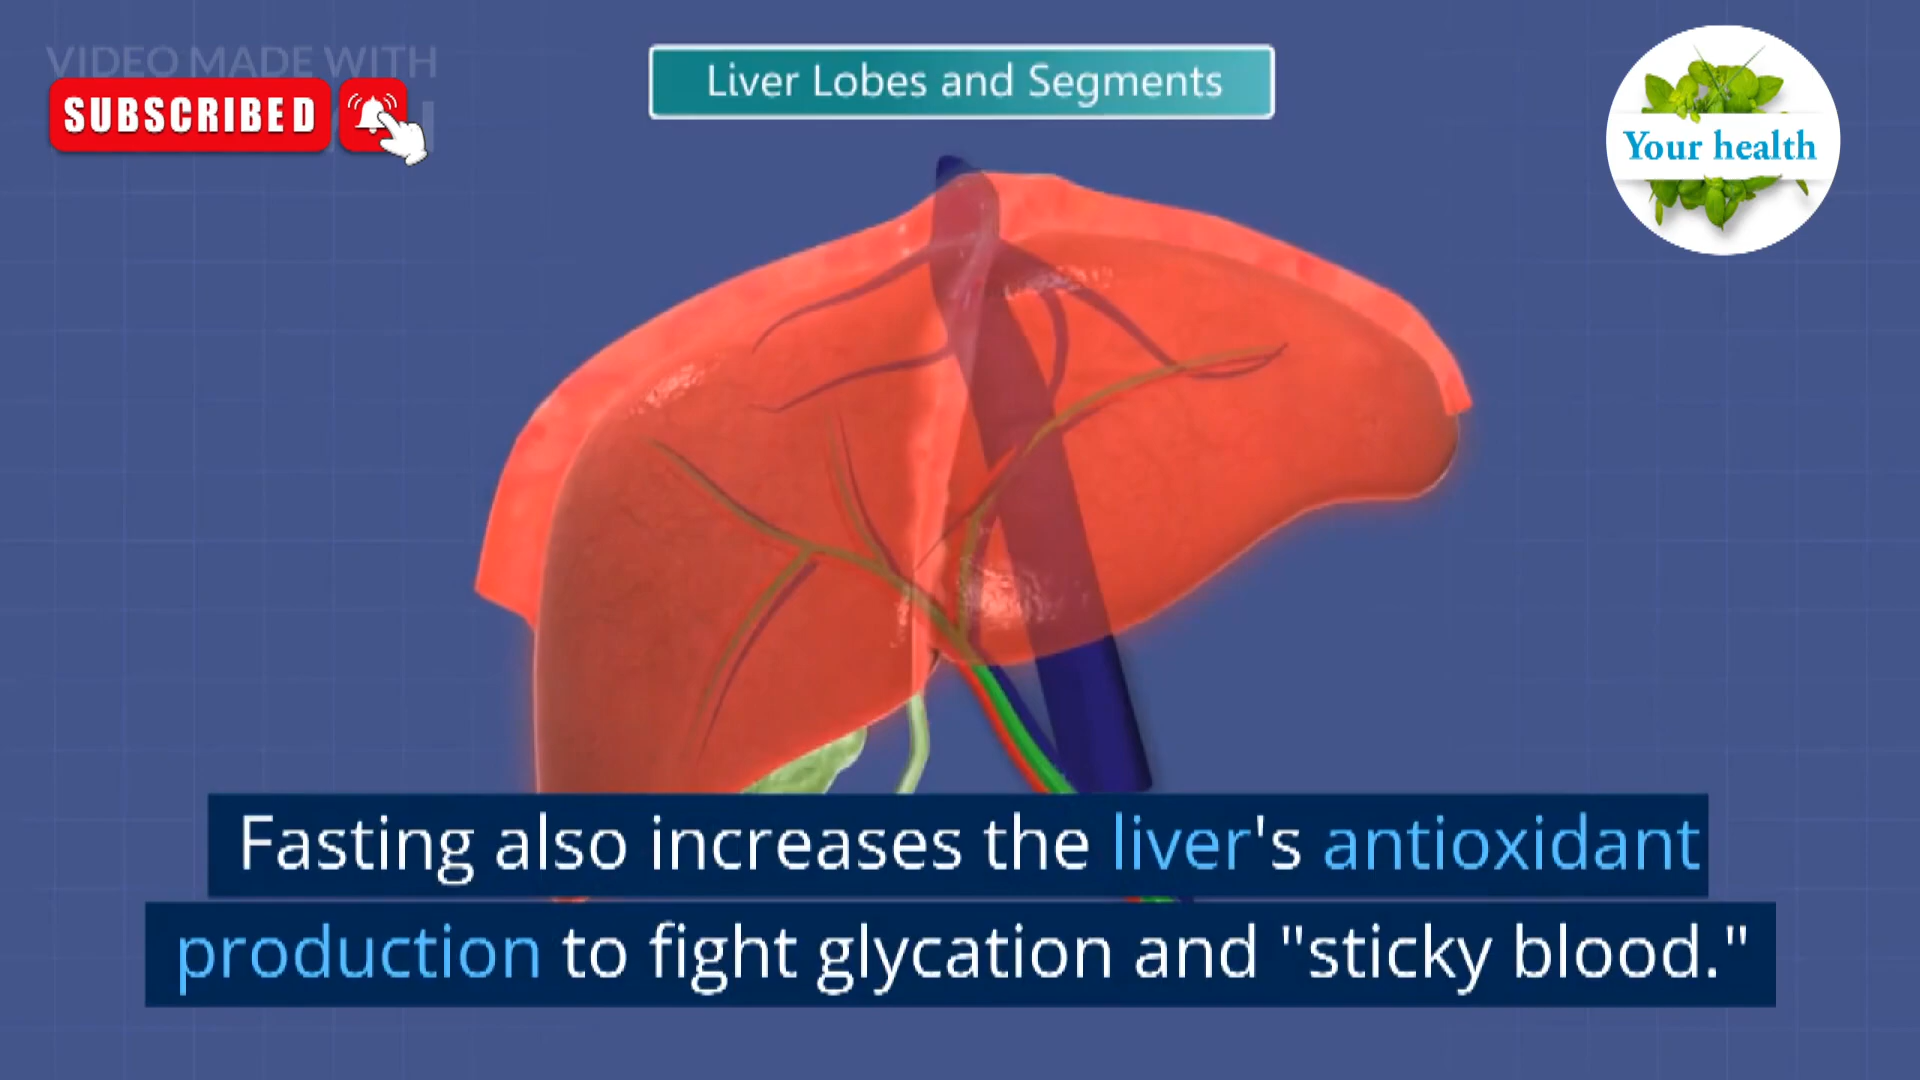 VIDEO MADE WITH
SUBSCRIBED
Liver Lobes and Segments
Your health
Fasting also increases the liver's antioxidant
production to fight glycation and "sticky blood."